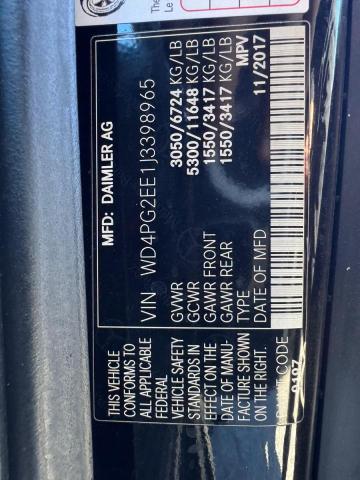 MFD: DAIMLER AG
VIN WD4PG2EE1J3398965
GVWR 3050/6724 KG/LB
GCWR 5300/11648 KG/LB
GAWR FRONT 1550/3417 KG/LB
GAWR REAR 1550/3417 KG/LB
TYPE MPV
DATE OF MFD 11/2017
THIS VEHICLE
CONFORMS TO
ALL APPLICABLE
FEDERAL
VEHICLE SAFETY
STANDARDS IN
EFFECT ON THE
DATE OF MANU-
FACTURE SHOWN
ON THE RIGHT.
CODE